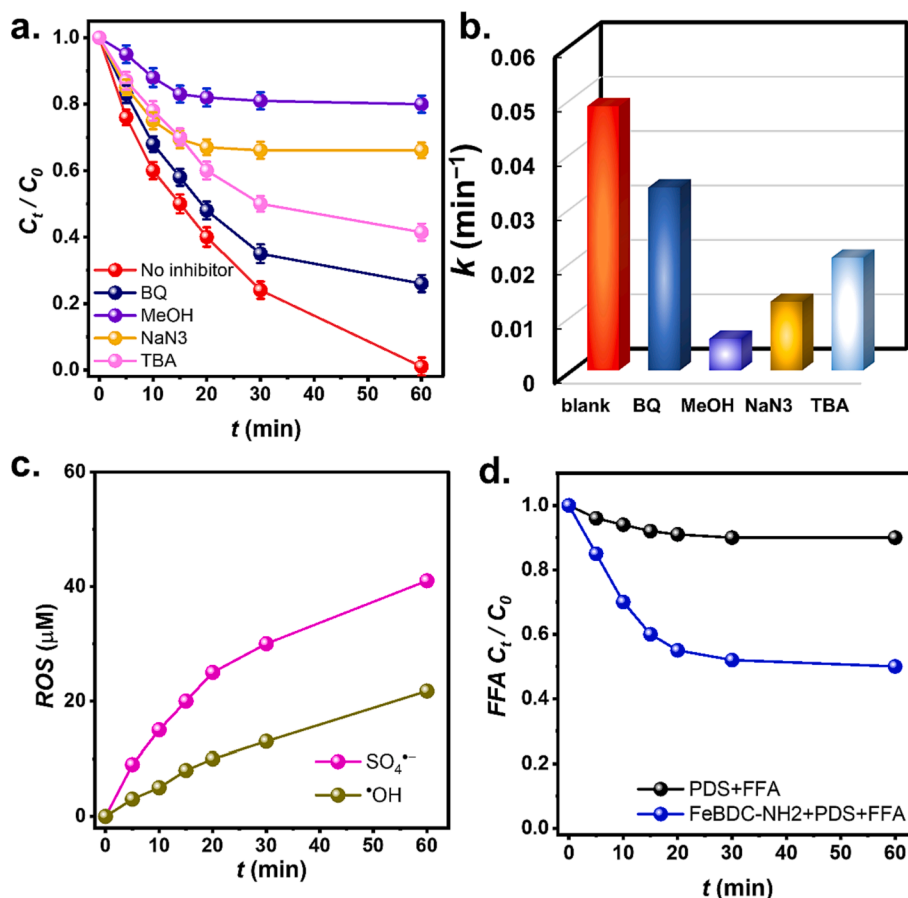 a.
1.0
0.8
0.6
0.4
0.2
0.0
Ct / C0
No inhibitor
BQ
MeOH
NaN3
TBA
0 10 20 30 40 50 60
t (min)
b.
0.06
0.05
0.04
0.03
0.02
0.01
0
k (min⁻¹)
blank BQ MeOH NaN3 TBA
c.
60
40
20
0
ROS (μM)
SO₄•⁻
•OH
0 10 20 30 40 50 60
t (min)
d.
1.0
0.8
0.6
0.4
0.2
0.0
FFA Ct / C0
PDS+FFA
FeBDC-NH2+PDS+FFA
0 10 20 30 40 50 60
t (min)